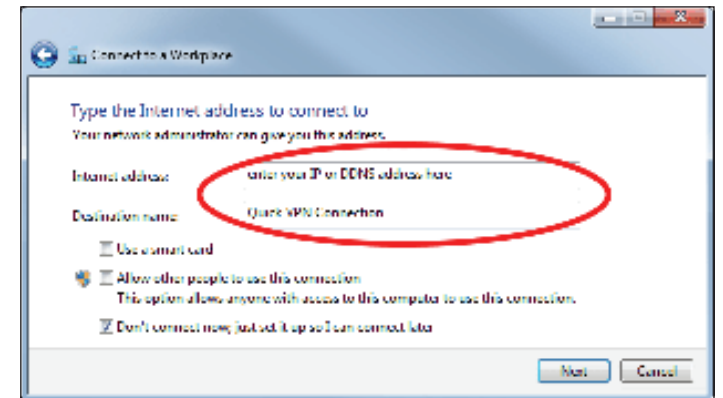 Connect to a Workplace
Type the Internet address to connect to
Your network administrator can give you this address.
Internet address:
enter your IP or DDNS address here
Destination name:
Quick VPN Connection
Use a smart card
Allow other people to use this connection
This option allows anyone with access to this computer to use this connection.
Don't connect now; just set it up so I can connect later
Next
Cancel